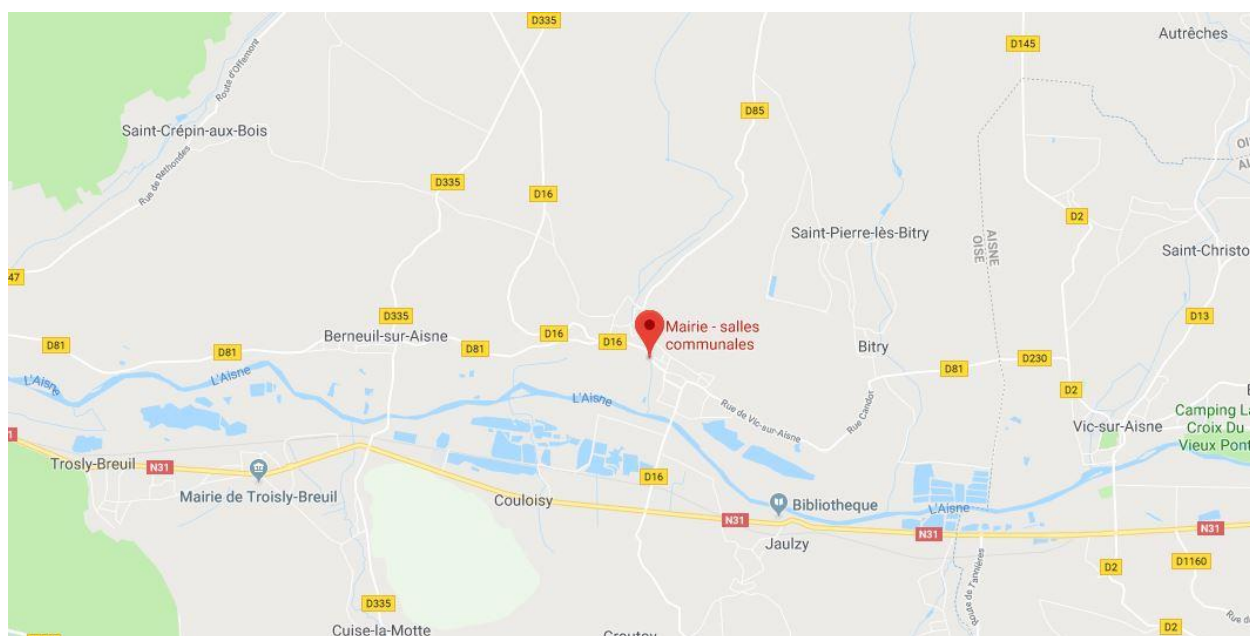 D335
D145
Autrêches
Route d'Offemont
D85
Saint-Crépin-aux-Bois
Rue de Rethondes
D335
D16
D2
Saint-Pierre-lès-Bitry
AISNE
OISE
Saint-Christo
47
D335
D13
Mairie - salles
communales
Berneuil-sur-Aisne
D16
D16
D81
D81
D81
Bitry
D230
D81
L'Aisne
L'Aisne
L'Aisne
D2
Rue de Vic-sur-Aisne
Rue Candor
Vic-sur-Aisne
Camping La
Croix Du
Vieux Pont
Trosly-Breuil
N31
D16
Mairie de Troisly-Breuil
Couloisy
Bibliotheque
L'Aisne
N31
N31
N31
Jaulzy
D2
D1160
D335
Cuise-la-Motte